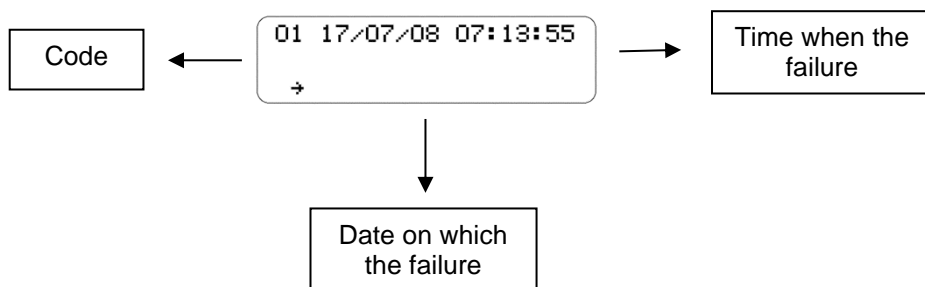 Code
01 17/07/08 07:13:55
→
Time when the
failure
Date on which
the failure